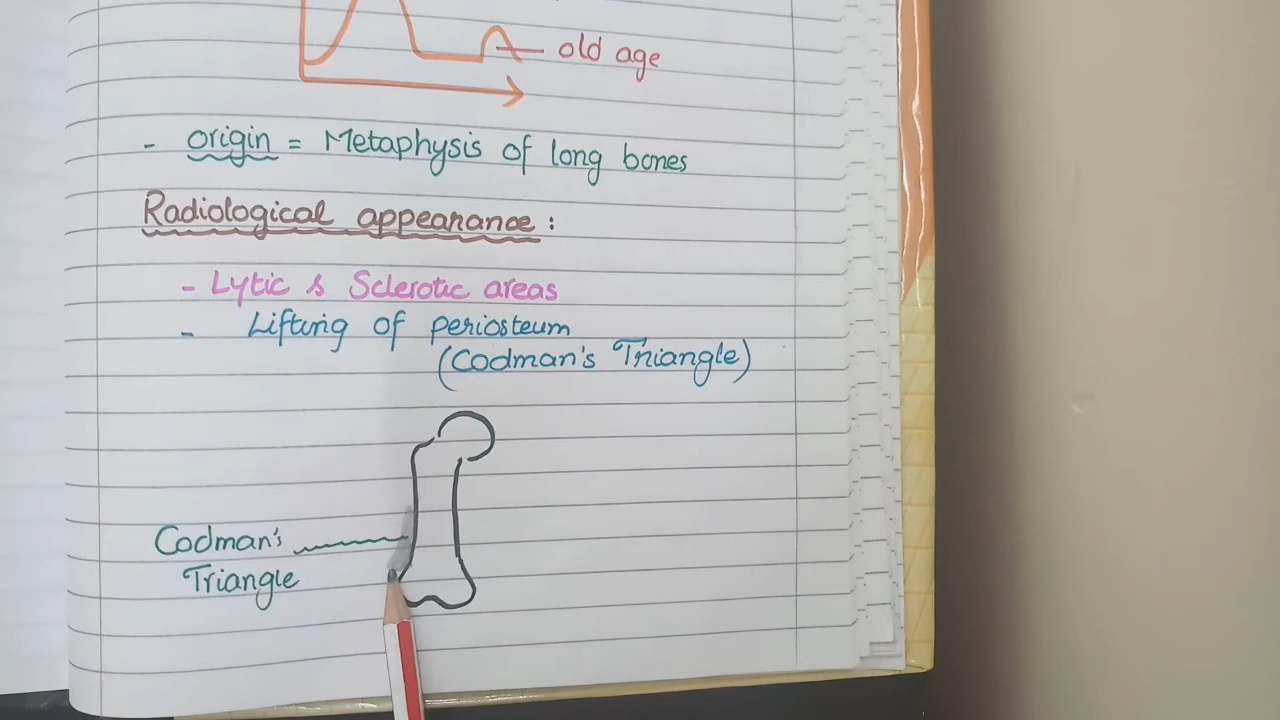 old age
- origin = Metaphysis of long bones
Radiological appearance :
- Lytic & Sclerotic areas
- Lifting of periosteum
(Codman's Triangle)
Codman's
Triangle